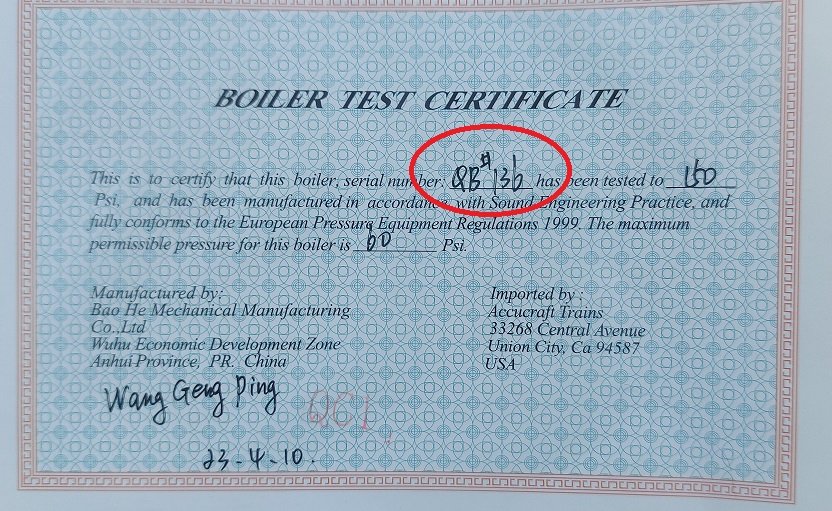 BOILER TEST CERTIFICATE
This is to certify that this boiler, serial number: QB#136 has been tested to 150
Psi, and has been manufactured in accordance with Sound Engineering Practice, and
fully conforms to the European Pressure Equipment Regulations 1999. The maximum
permissible pressure for this boiler is 60 Psi.
Manufactured by:
Bao He Mechanical Manufacturing
Co.,Ltd
Wuhu Economic Development Zone
Anhui Province, PR. China
Imported by :
Accucraft Trains
33268 Central Avenue
Union City, Ca 94587
USA
Wang Geng Ping
QC1
23-4-10.